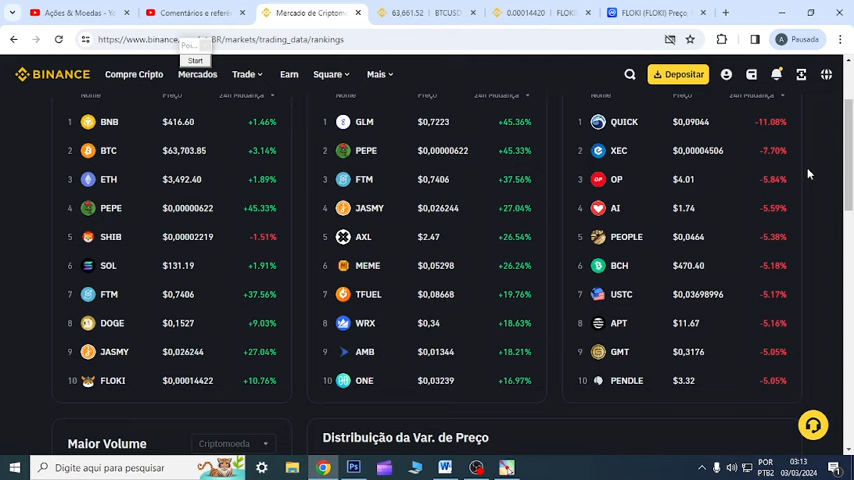 Ações & Moedas - Yo
Comentários e referê
Mercado de Criptom
63,661.52 | BTCUSD
0.00014420 | FLOKI
FLOKI (FLOKI) Preço,
https://www.binance. BR/markets/trading_data/rankings
Pausada
Poi...
Start
BINANCE
Compre Cripto Mercados Trade Earn Square Mais
Depositar
Nome Preço 24h Mudança
1 BNB $416.60 +1.46%
2 BTC $63,703.85 +3.14%
3 ETH $3,492.40 +1.89%
4 PEPE $0,00000622 +45.33%
5 SHIB $0,00002219 -1.51%
6 SOL $131.19 +1.91%
7 FTM $0,7406 +37.56%
8 DOGE $0,1527 +9.03%
9 JASMY $0,026244 +27.04%
10 FLOKI $0,00014422 +10.76%
Nome Preço 24h Mudança
1 GLM $0,7223 +45.36%
2 PEPE $0,00000622 +45.33%
3 FTM $0,7406 +37.56%
4 JASMY $0,026244 +27.04%
5 AXL $2.47 +26.54%
6 MEME $0,05298 +26.24%
7 TFUEL $0,08668 +19.76%
8 WRX $0,34 +18.63%
9 AMB $0,01344 +18.21%
10 ONE $0,03239 +16.97%
Nome Preço 24h Mudança
1 QUICK $0,09044 -11.08%
2 XEC $0,00004506 -7.70%
3 OP $4.01 -5.84%
4 AI $1.74 -5.59%
5 PEOPLE $0,0464 -5.38%
6 BCH $470.40 -5.18%
7 USTC $0,03698996 -5.17%
8 APT $11.67 -5.16%
9 GMT $0,3176 -5.05%
10 PENDLE $3.32 -5.05%
Maior Volume
Criptomoeda
Distribuição da Var. de Preço
Digite aqui para pesquisar
POR
PTB2
03:13
03/03/2024